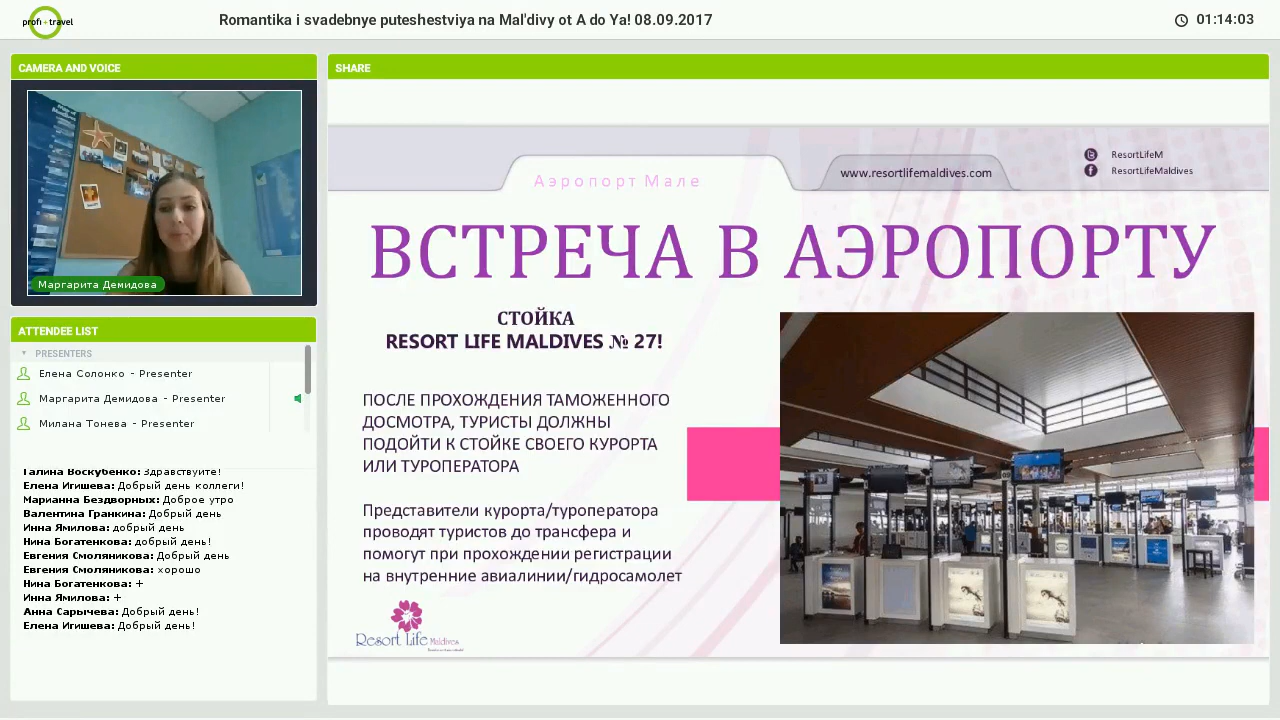 profi+travel
Romantika i svadebnye puteshestviya na Mal'divy ot A do Ya! 08.09.2017
01:14:03
CAMERA AND VOICE
Маргарита Демидова
ATTENDEE LIST
PRESENTERS
Елена Солонко - Presenter
Маргарита Демидова - Presenter
Милана Тонева - Presenter
Галина Воскубенко: Здравствуйте!
Елена Игишева: Добрый день коллеги!
Марианна Бездворных: Доброе утро
Валентина Гранкина: Добрый день
Инна Ямилова: добрый день
Нина Богатенкова: добрый день!
Евгения Смоляникова: Добрый день
Евгения Смоляникова: хорошо
Нина Богатенкова: +
Инна Ямилова: +
Анна Сарычева: Добрый день!
Елена Игишева: Добрый день!
SHARE
Аэропорт Мале
www.resortlifemaldives.com
ResortLifeM
ResortLifeMaldives
ВСТРЕЧА В АЭРОПОРТУ
СТОЙКА
RESORT LIFE MALDIVES № 27!
ПОСЛЕ ПРОХОЖДЕНИЯ ТАМОЖЕННОГО
ДОСМОТРА, ТУРИСТЫ ДОЛЖНЫ
ПОДОЙТИ К СТОЙКЕ СВОЕГО КУРОРТА
ИЛИ ТУРОПЕРАТОРА
Представители курорта/туроператора
проводят туристов до трансфера и
помогут при прохождении регистрации
на внутренние авиалинии/гидросамолет
Resort Life Maldives